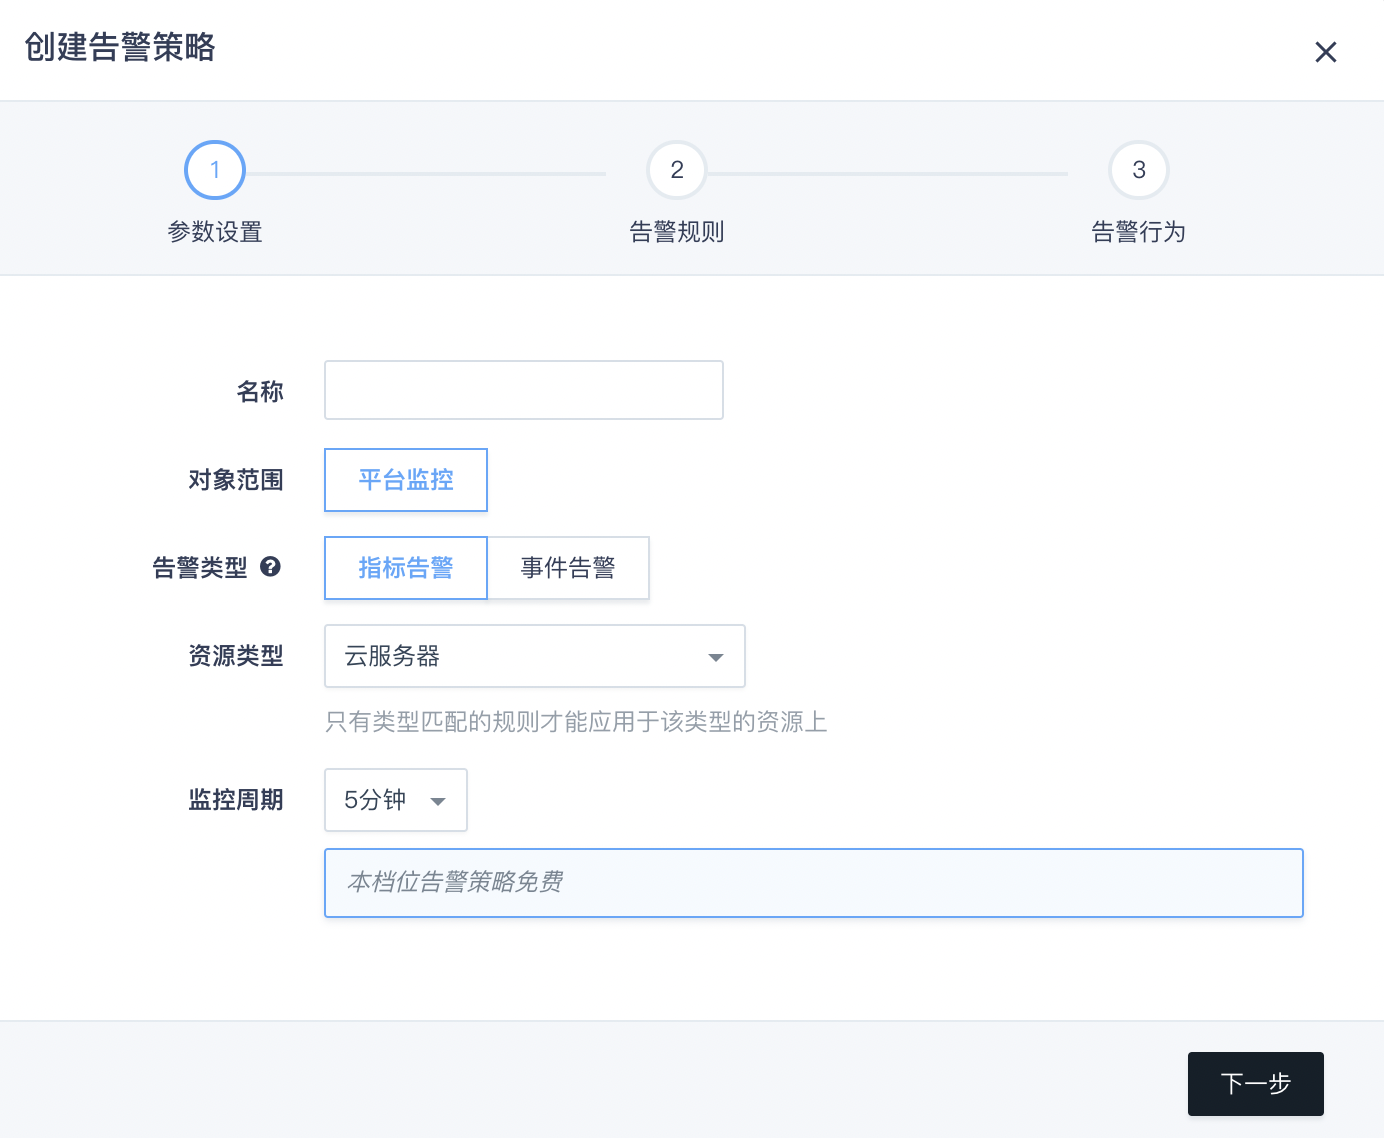 创建告警策略
1
2
3
参数设置
告警规则
告警行为
名称
对象范围
平台监控
告警类型
指标告警
事件告警
资源类型
云服务器
只有类型匹配的规则才能应用于该类型的资源上
监控周期
5分钟
本档位告警策略免费
下一步